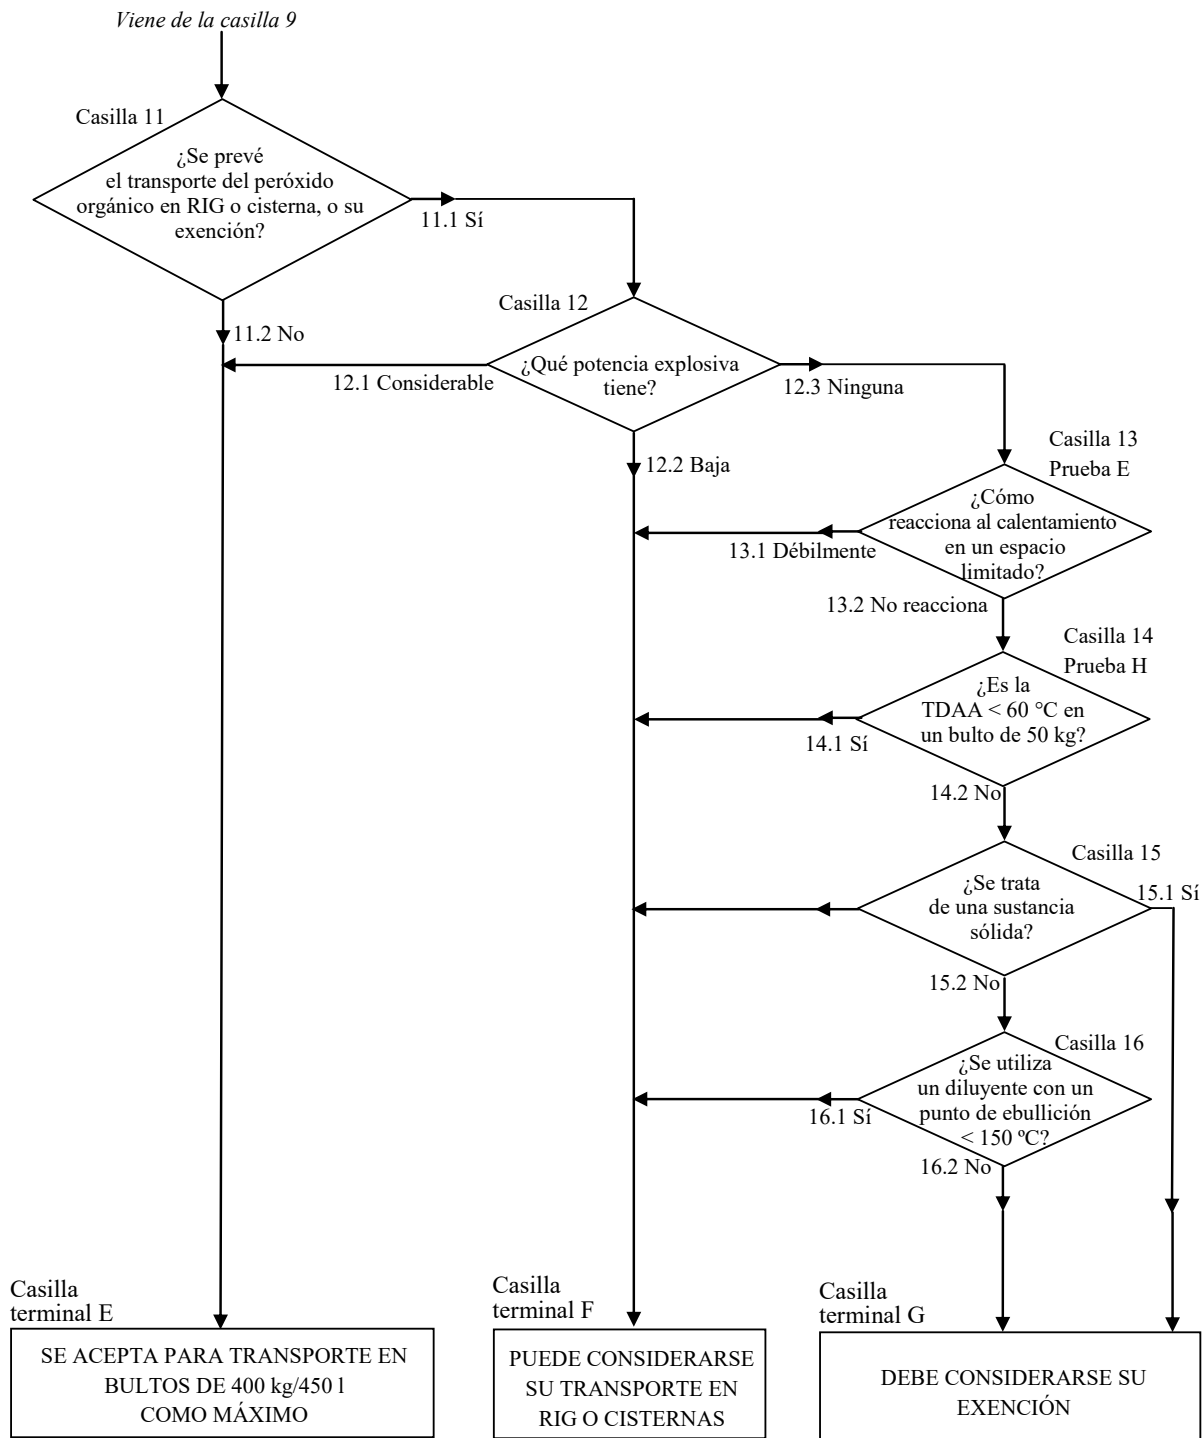 Viene de la casilla 9
Casilla 11
¿Se prevé
el transporte del peróxido
orgánico en RIG o cisterna, o su
exención?
11.1 Sí
11.2 No
Casilla 12
¿Qué potencia explosiva
tiene?
12.1 Considerable
12.3 Ninguna
12.2 Baja
Casilla 13
Prueba E
¿Cómo
reacciona al calentamiento
en un espacio
limitado?
13.1 Débilmente
13.2 No reacciona
Casilla 14
Prueba H
¿Es la
TDAA < 60 °C en
un bulto de 50 kg?
14.1 Sí
14.2 No
Casilla 15
¿Se trata
de una sustancia
sólida?
15.1 Sí
15.2 No
Casilla 16
¿Se utiliza
un diluyente con un
punto de ebullición
< 150 ºC?
16.1 Sí
16.2 No
Casilla
terminal E
SE ACEPTA PARA TRANSPORTE EN
BULTOS DE 400 kg/450 l
COMO MÁXIMO
Casilla
terminal F
PUEDE CONSIDERARSE
SU TRANSPORTE EN
RIG O CISTERNAS
Casilla
terminal G
DEBE CONSIDERARSE SU
EXENCIÓN